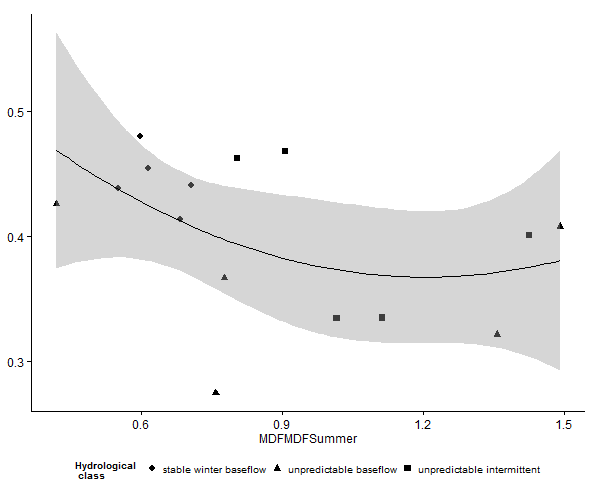 0.5
0.4
0.3
0.6 0.9 1.2 1.5
MDFMDFSummer
Hydrological class stable winter baseflow unpredictable baseflow unpredictable intermittent